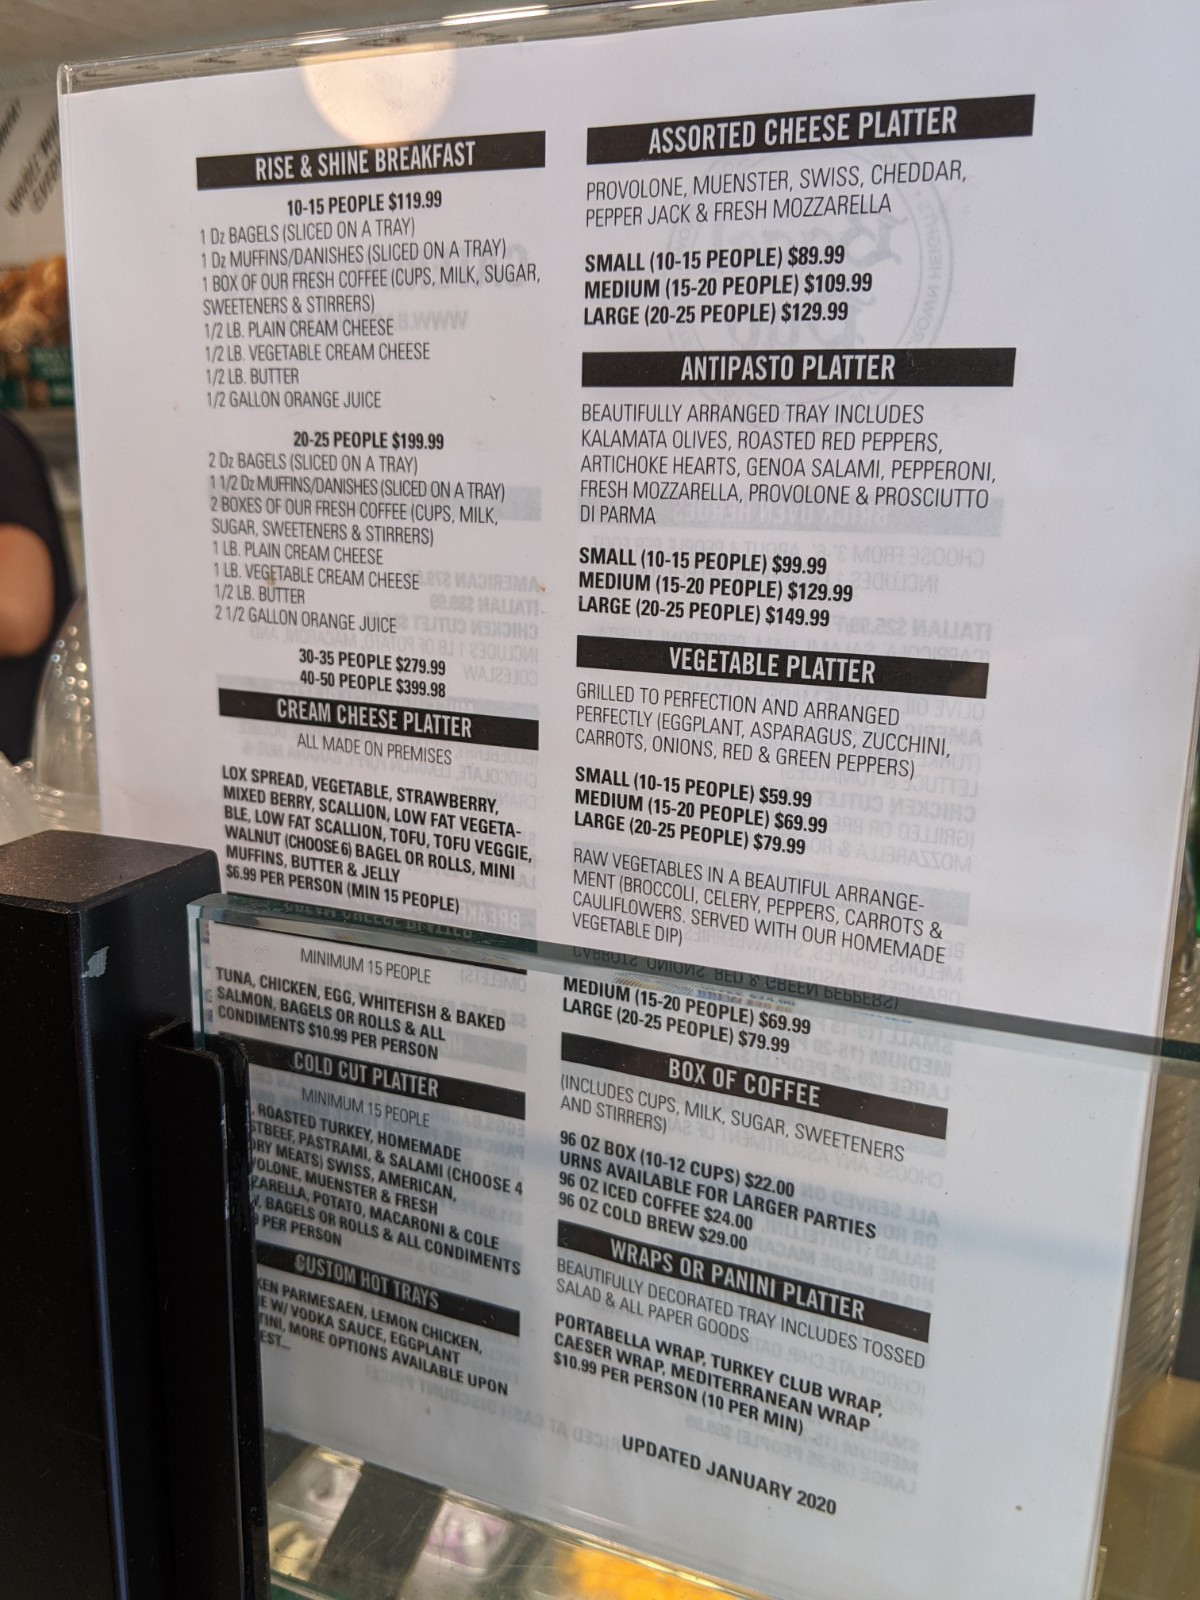 RISE & SHINE BREAKFAST
10-15 PEOPLE $119.99
1 Dz BAGELS (SLICED ON A TRAY)
1 Dz MUFFINS/DANISHES (SLICED ON A TRAY)
1 BOX OF OUR FRESH COFFEE (CUPS, MILK, SUGAR,
SWEETENERS & STIRRERS)
1/2 LB. PLAIN CREAM CHEESE
1/2 LB. VEGETABLE CREAM CHEESE
1/2 LB. BUTTER
1/2 GALLON ORANGE JUICE
20-25 PEOPLE $199.99
2 Dz BAGELS (SLICED ON A TRAY)
1 1/2 Dz MUFFINS/DANISHES (SLICED ON A TRAY)
2 BOXES OF OUR FRESH COFFEE (CUPS, MILK,
SUGAR, SWEETENERS & STIRRERS)
1 LB. PLAIN CREAM CHEESE
1 LB. VEGETABLE CREAM CHEESE
1/2 LB. BUTTER
2 1/2 GALLON ORANGE JUICE
30-35 PEOPLE $279.99
40-50 PEOPLE $399.98
CREAM CHEESE PLATTER
ALL MADE ON PREMISES
LOX SPREAD, VEGETABLE, STRAWBERRY,
MIXED BERRY, SCALLION, LOW FAT VEGETA-
BLE, LOW FAT SCALLION, TOFU, TOFU VEGGIE,
WALNUT (CHOOSE 6) BAGEL OR ROLLS, MINI
MUFFINS, BUTTER & JELLY
$6.99 PER PERSON (MIN 15 PEOPLE)
MINIMUM 15 PEOPLE
TUNA, CHICKEN, EGG, WHITEFISH & BAKED
SALMON, BAGELS OR ROLLS & ALL
CONDIMENTS $10.99 PER PERSON
COLD CUT PLATTER
MINIMUM 15 PEOPLE
, ROASTED TURKEY, HOMEMADE
PASTRAMI, & SALAMI (CHOOSE 4
MEATS) SWISS, AMERICAN,
MUENSTER & FRESH
POTATO, MACARONI & COLE
BAGELS OR ROLLS & ALL CONDIMENTS
PER PERSON
CUSTOM HOT TRAYS
PARMESAEN, LEMON CHICKEN,
W/ VODKA SAUCE, EGGPLANT
MORE OPTIONS AVAILABLE UPON
ASSORTED CHEESE PLATTER
PROVOLONE, MUENSTER, SWISS, CHEDDAR,
PEPPER JACK & FRESH MOZZARELLA
SMALL (10-15 PEOPLE) $89.99
MEDIUM (15-20 PEOPLE) $109.99
LARGE (20-25 PEOPLE) $129.99
ANTIPASTO PLATTER
BEAUTIFULLY ARRANGED TRAY INCLUDES
KALAMATA OLIVES, ROASTED RED PEPPERS,
ARTICHOKE HEARTS, GENOA SALAMI, PEPPERONI,
FRESH MOZZARELLA, PROVOLONE & PROSCIUTTO
DI PARMA
SMALL (10-15 PEOPLE) $99.99
MEDIUM (15-20 PEOPLE) $129.99
LARGE (20-25 PEOPLE) $149.99
VEGETABLE PLATTER
GRILLED TO PERFECTION AND ARRANGED
PERFECTLY (EGGPLANT, ASPARAGUS, ZUCCHINI,
CARROTS, ONIONS, RED & GREEN PEPPERS)
SMALL (10-15 PEOPLE) $59.99
MEDIUM (15-20 PEOPLE) $69.99
LARGE (20-25 PEOPLE) $79.99
RAW VEGETABLES IN A BEAUTIFUL ARRANGE-
MENT (BROCCOLI, CELERY, PEPPERS, CARROTS &
CAULIFLOWERS. SERVED WITH OUR HOMEMADE
VEGETABLE DIP)
MEDIUM (15-20 PEOPLE) $69.99
LARGE (20-25 PEOPLE) $79.99
BOX OF COFFEE
(INCLUDES CUPS, MILK, SUGAR, SWEETENERS
AND STIRRERS)
96 OZ BOX (10-12 CUPS) $22.00
URNS AVAILABLE FOR LARGER PARTIES
96 OZ ICED COFFEE $24.00
96 OZ COLD BREW $29.00
WRAPS OR PANINI PLATTER
BEAUTIFULLY DECORATED TRAY INCLUDES TOSSED
SALAD & ALL PAPER GOODS
PORTABELLA WRAP, TURKEY CLUB WRAP,
CAESER WRAP, MEDITERRANEAN WRAP
$10.99 PER PERSON (10 PER MIN)
UPDATED JANUARY 2020